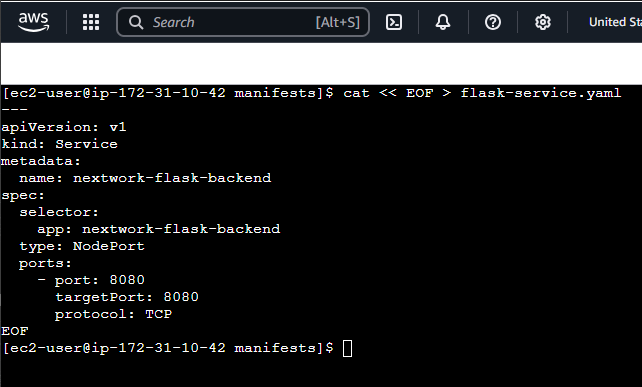 aws
Search [Alt+S]
United Sta
[ec2-user@ip-172-31-10-42 manifests]$ cat << EOF > flask-service.yaml
---
apiVersion: v1
kind: Service
metadata:
  name: nextwork-flask-backend
spec:
  selector:
    app: nextwork-flask-backend
  type: NodePort
  ports:
    - port: 8080
      targetPort: 8080
      protocol: TCP
EOF
[ec2-user@ip-172-31-10-42 manifests]$